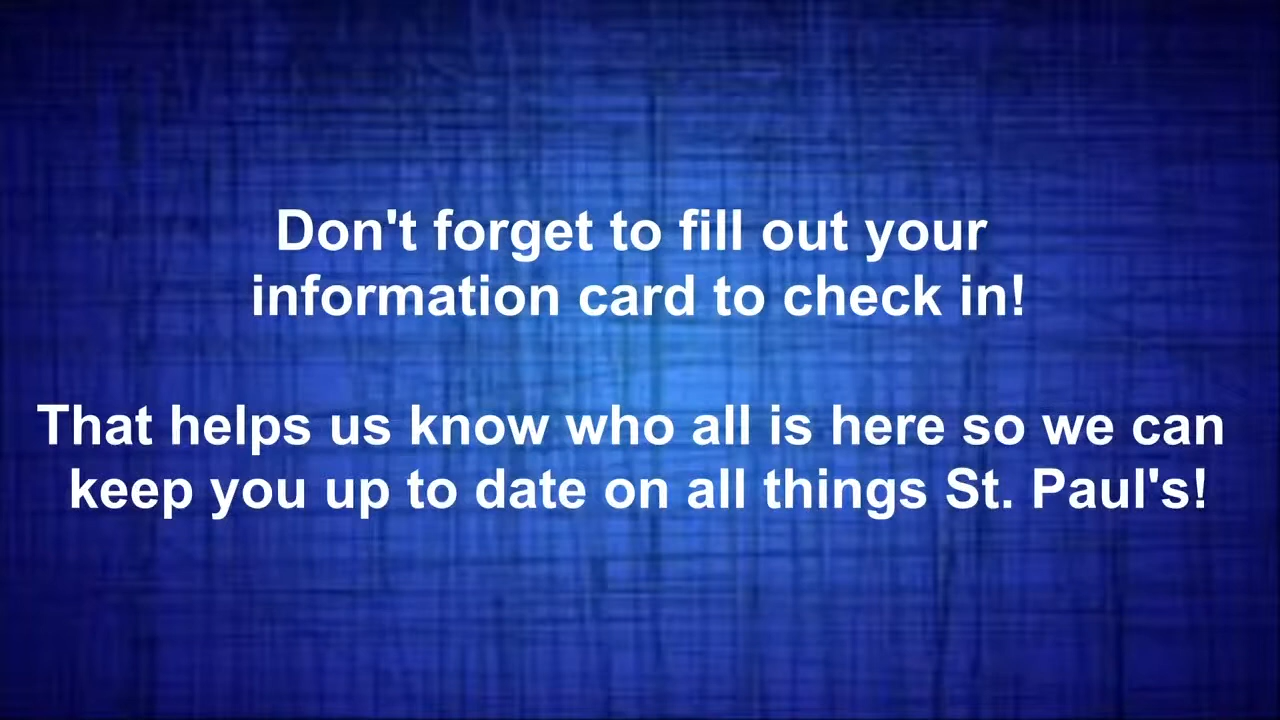 Don't forget to fill out your
information card to check in!
That helps us know who all is here so we can
keep you up to date on all things St. Paul's!